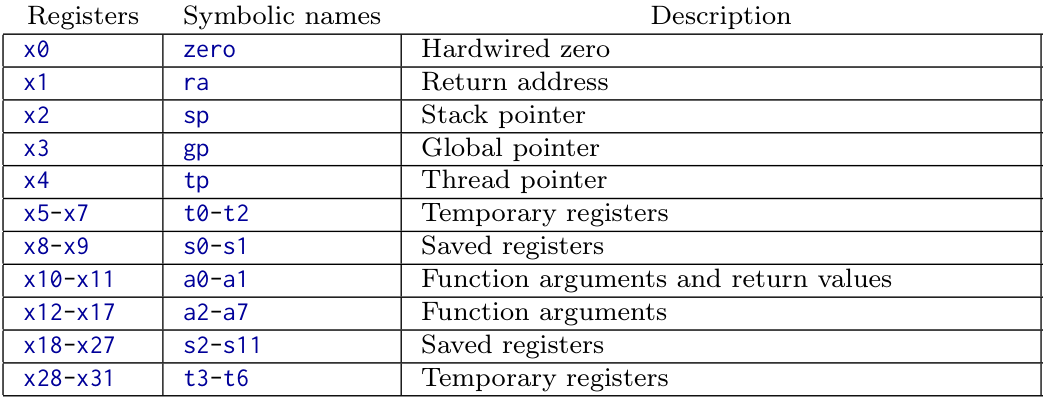 Registers Symbolic names Description
x0 zero Hardwired zero
x1 ra Return address
x2 sp Stack pointer
x3 gp Global pointer
x4 tp Thread pointer
x5-x7 t0-t2 Temporary registers
x8-x9 s0-s1 Saved registers
x10-x11 a0-a1 Function arguments and return values
x12-x17 a2-a7 Function arguments
x18-x27 s2-s11 Saved registers
x28-x31 t3-t6 Temporary registers